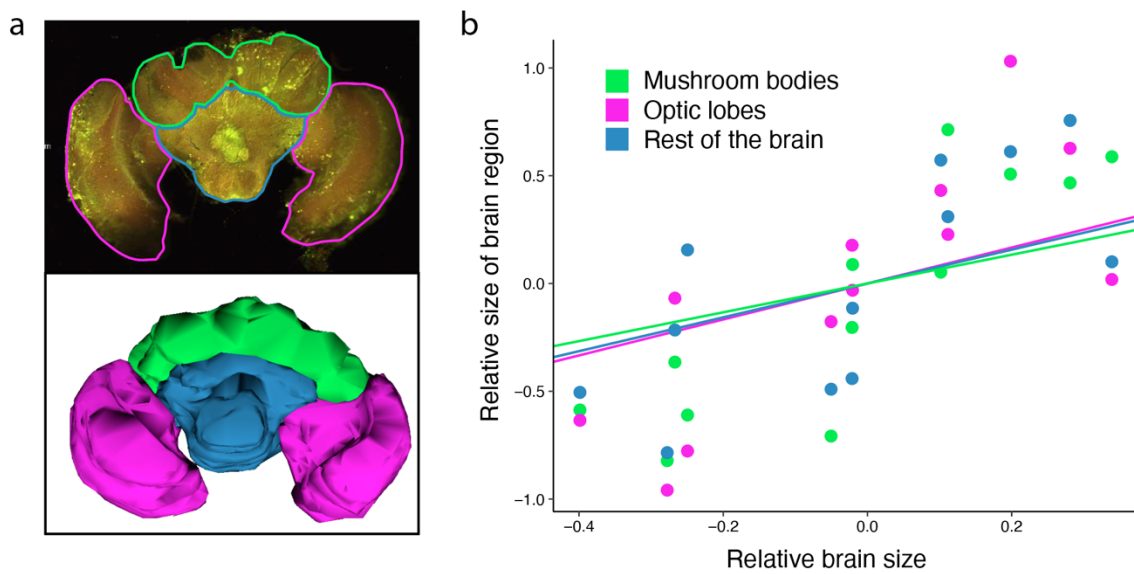 a
m
b
Mushroom bodies
Optic lobes
Rest of the brain
Relative size of brain region
1.0
0.5
0.0
−0.5
−1.0
−0.4
−0.2
0.0
0.2
Relative brain size